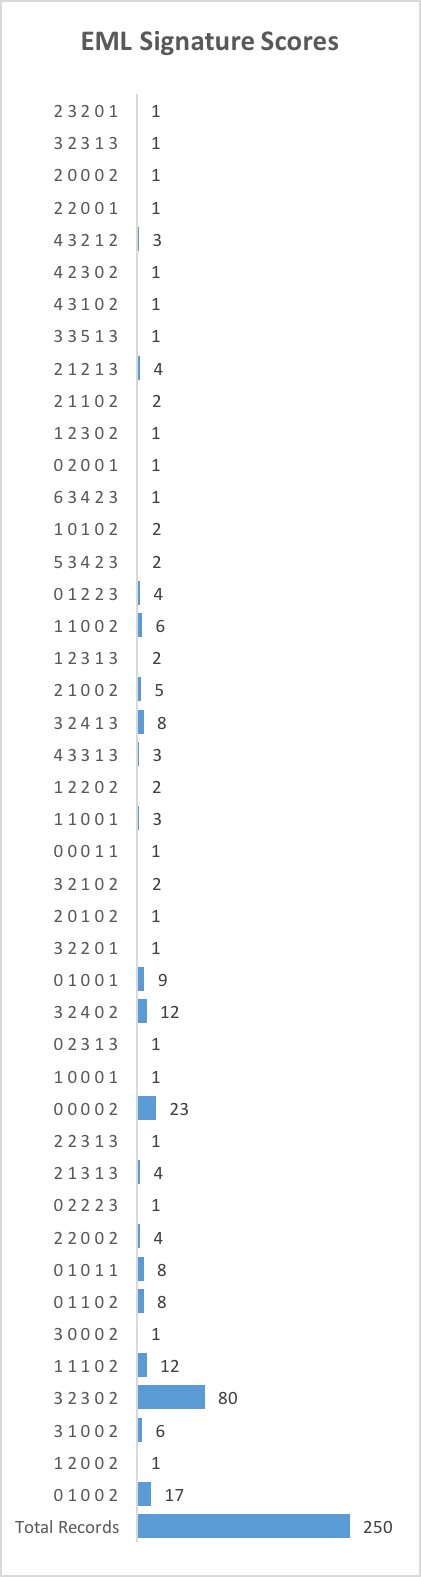 EML Signature Scores
2 3 2 0 1 1
3 2 3 1 3 1
2 0 0 0 2 1
2 2 0 0 1 1
4 3 2 1 2 3
4 2 3 0 2 1
4 3 1 0 2 1
3 3 5 1 3 1
2 1 2 1 3 4
2 1 1 0 2 2
1 2 3 0 2 1
0 2 0 0 1 1
6 3 4 2 3 1
1 0 1 0 2 2
5 3 4 2 3 2
0 1 2 2 3 4
1 1 0 0 2 6
1 2 3 1 3 2
2 1 0 0 2 5
3 2 4 1 3 8
4 3 3 1 3 3
1 2 2 0 2 2
1 1 0 0 1 3
0 0 0 1 1 1
3 2 1 0 2 2
2 0 1 0 2 1
3 2 2 0 1 1
0 1 0 0 1 9
3 2 4 0 2 12
0 2 3 1 3 1
1 0 0 0 1 1
0 0 0 0 2 23
2 2 3 1 3 1
2 1 3 1 3 4
0 2 2 2 3 1
2 2 0 0 2 4
0 1 0 1 1 8
0 1 1 0 2 8
3 0 0 0 2 1
1 1 1 0 2 12
3 2 3 0 2 80
3 1 0 0 2 6
1 2 0 0 2 1
0 1 0 0 2 17
Total Records 250